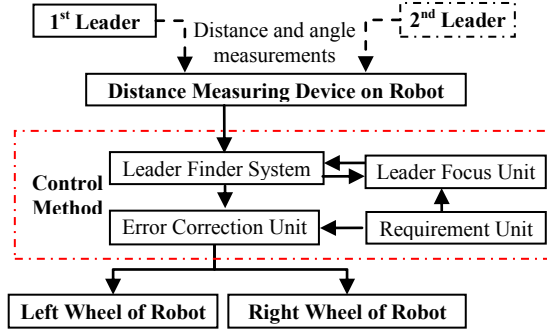 1st Leader
2nd Leader
Distance and angle
measurements
Distance Measuring Device on Robot
Control
Method
Leader Finder System
Leader Focus Unit
Error Correction Unit
Requirement Unit
Left Wheel of Robot
Right Wheel of Robot